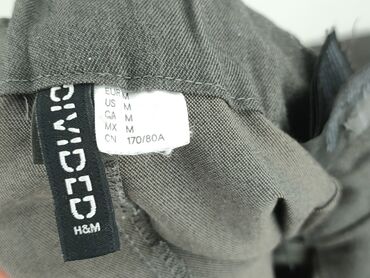 EUR M
US M
CA M
MX M
CN 170/80A
DIVIDED
H&M